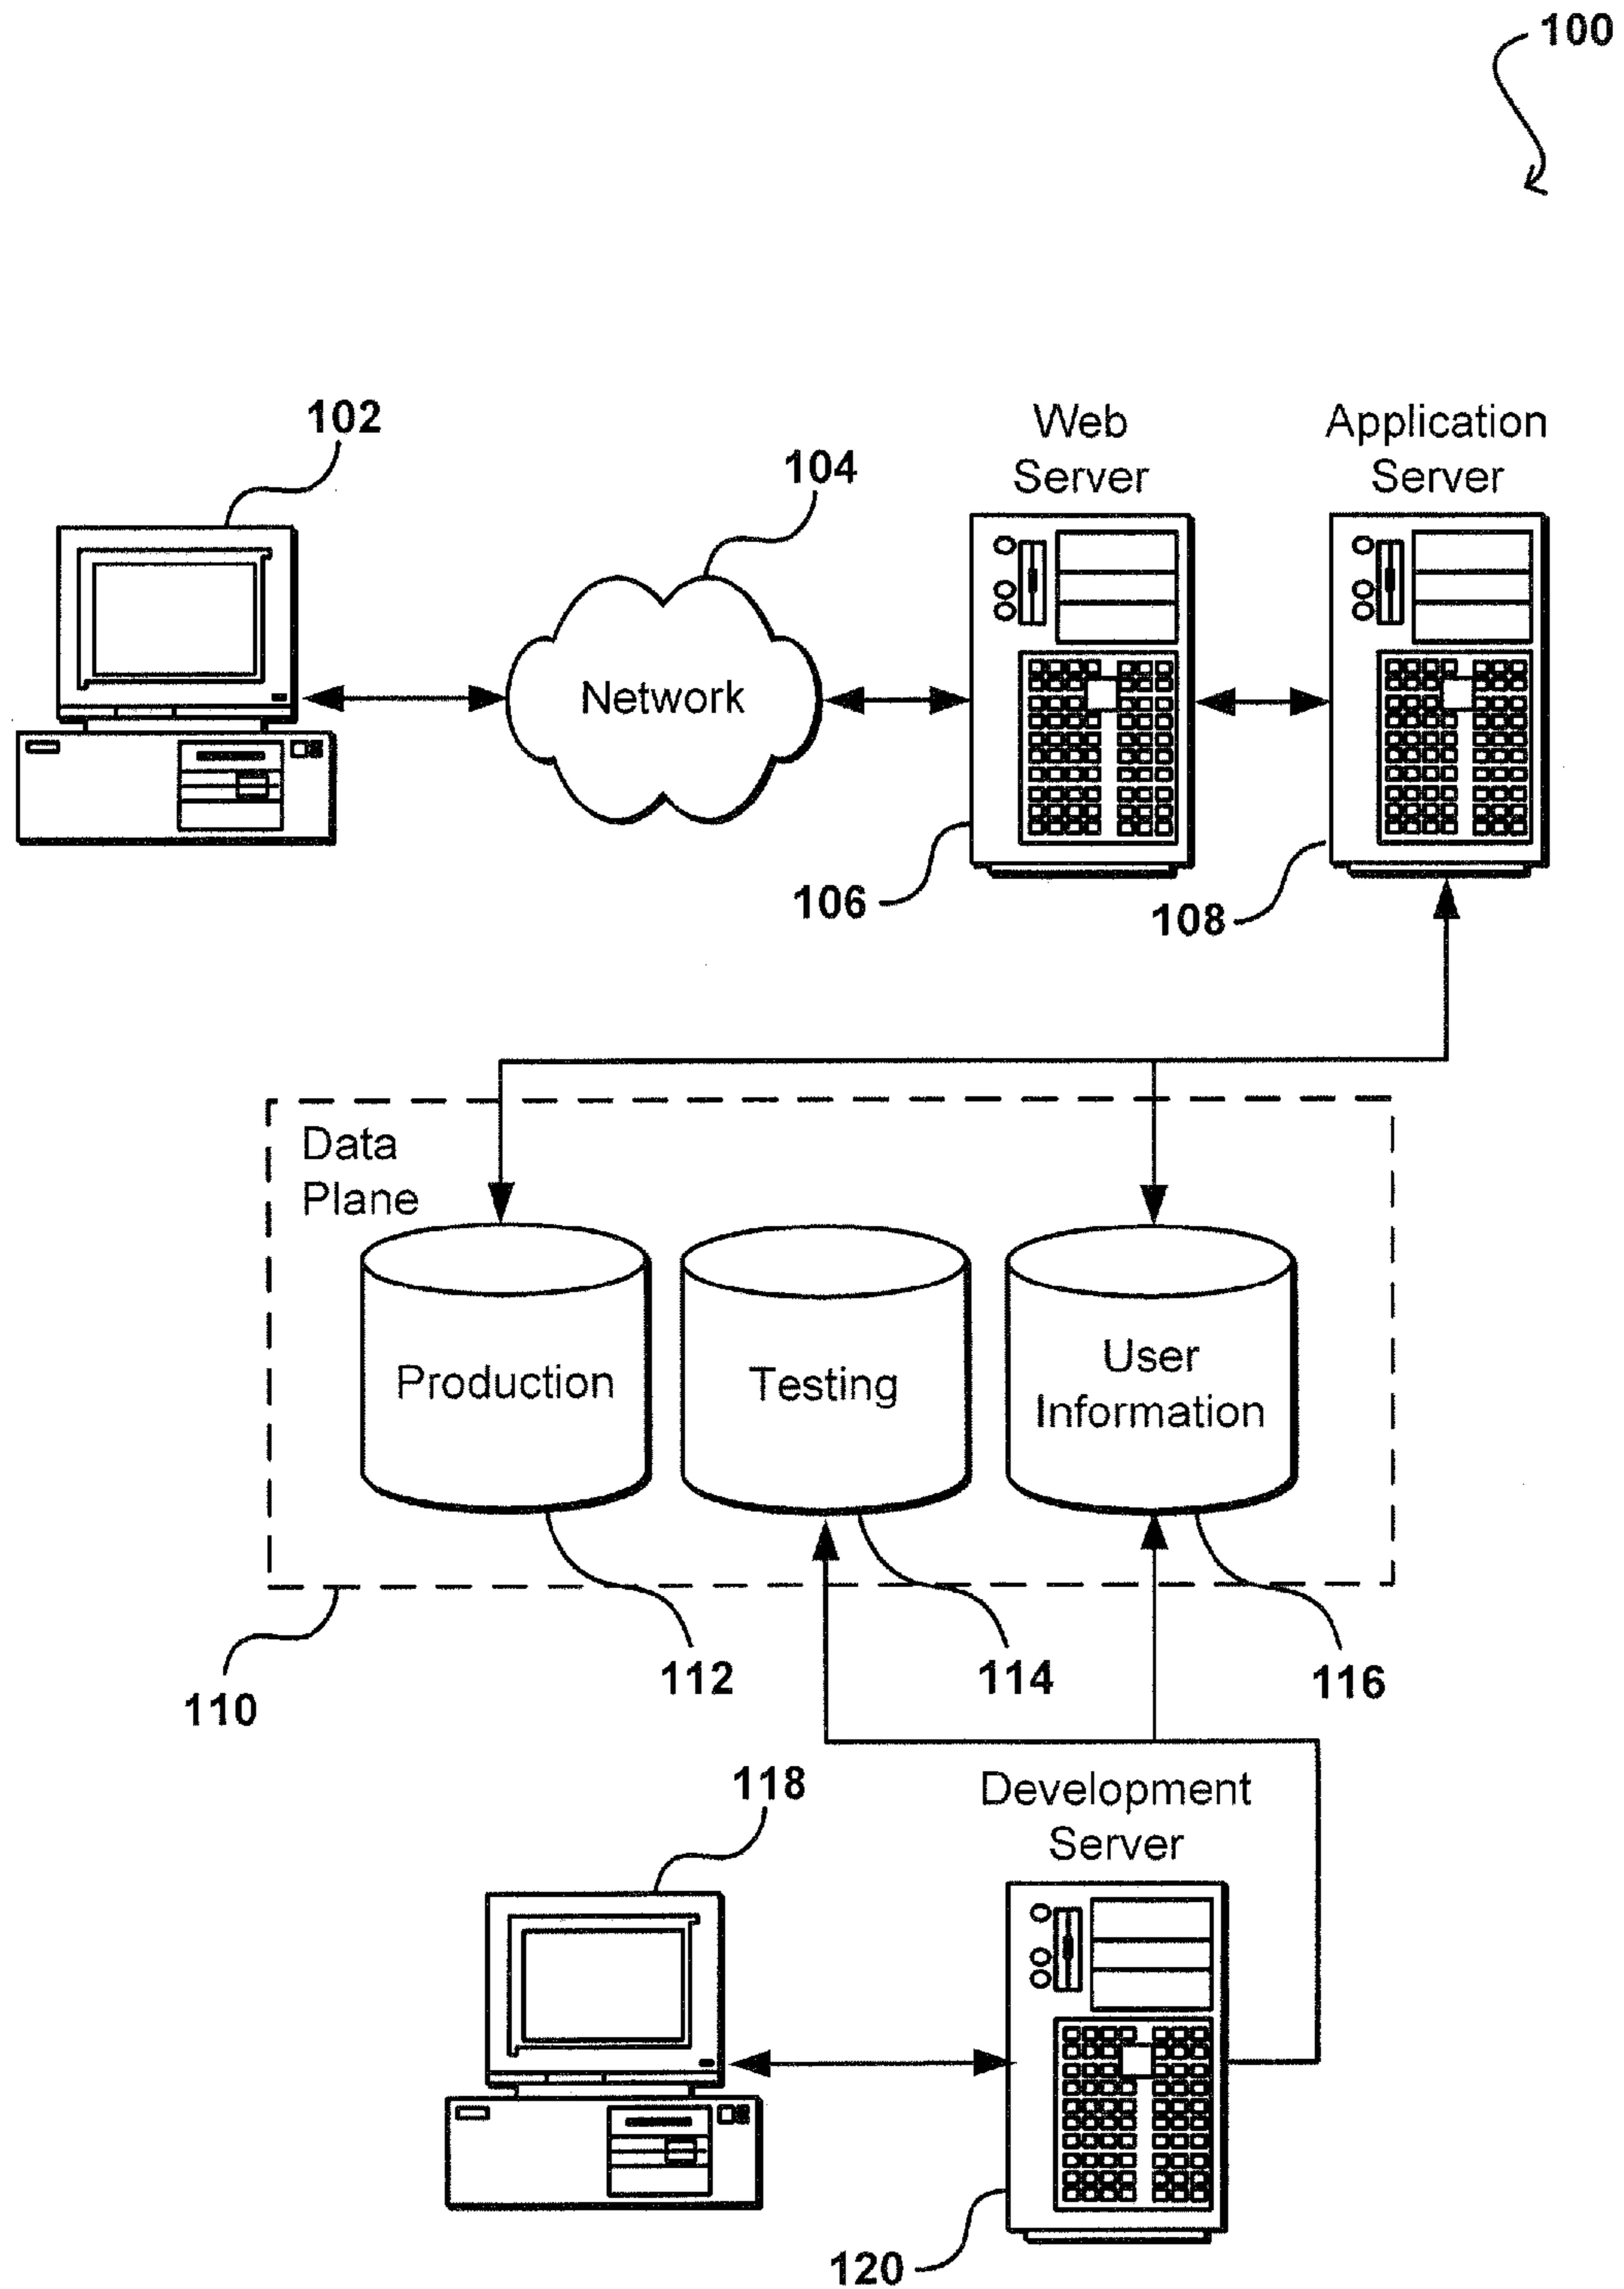 100
102
104
Web
Server
Application
Server
Network
106
108
Data
Plane
Production
Testing
User
Information
110
112
114
116
118
Development
Server
120